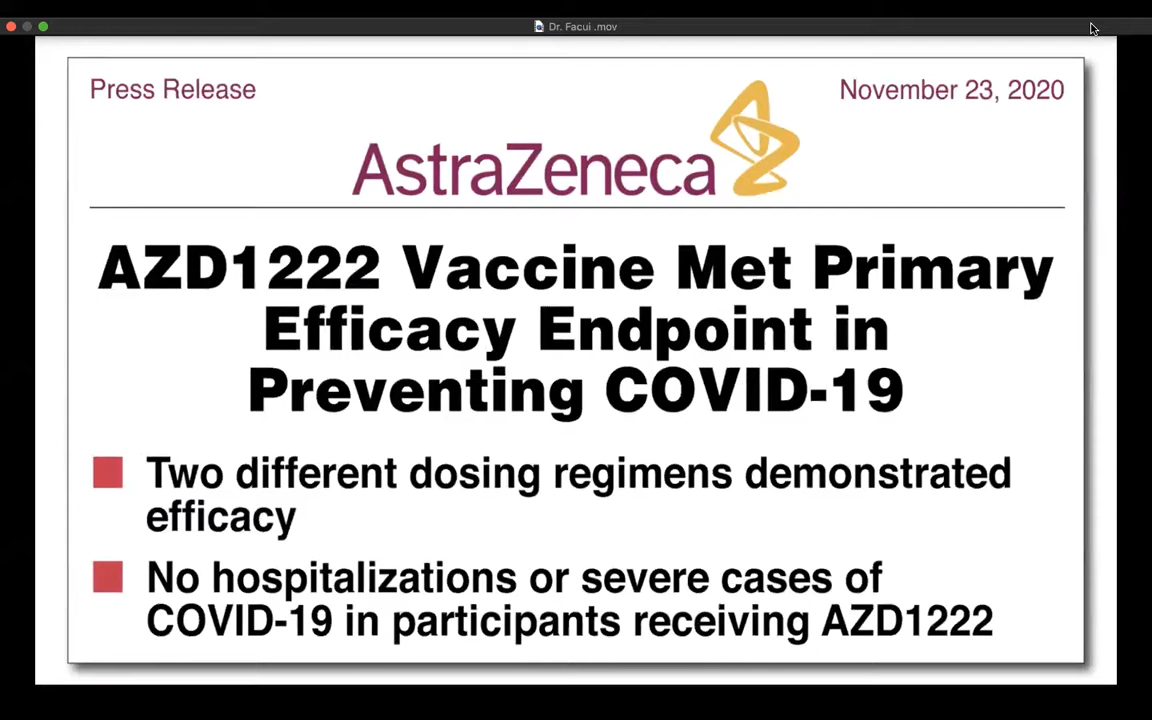 Dr. Facui .mov
Press Release
November 23, 2020
AstraZeneca
AZD1222 Vaccine Met Primary
Efficacy Endpoint in
Preventing COVID-19
Two different dosing regimens demonstrated
efficacy
No hospitalizations or severe cases of
COVID-19 in participants receiving AZD1222